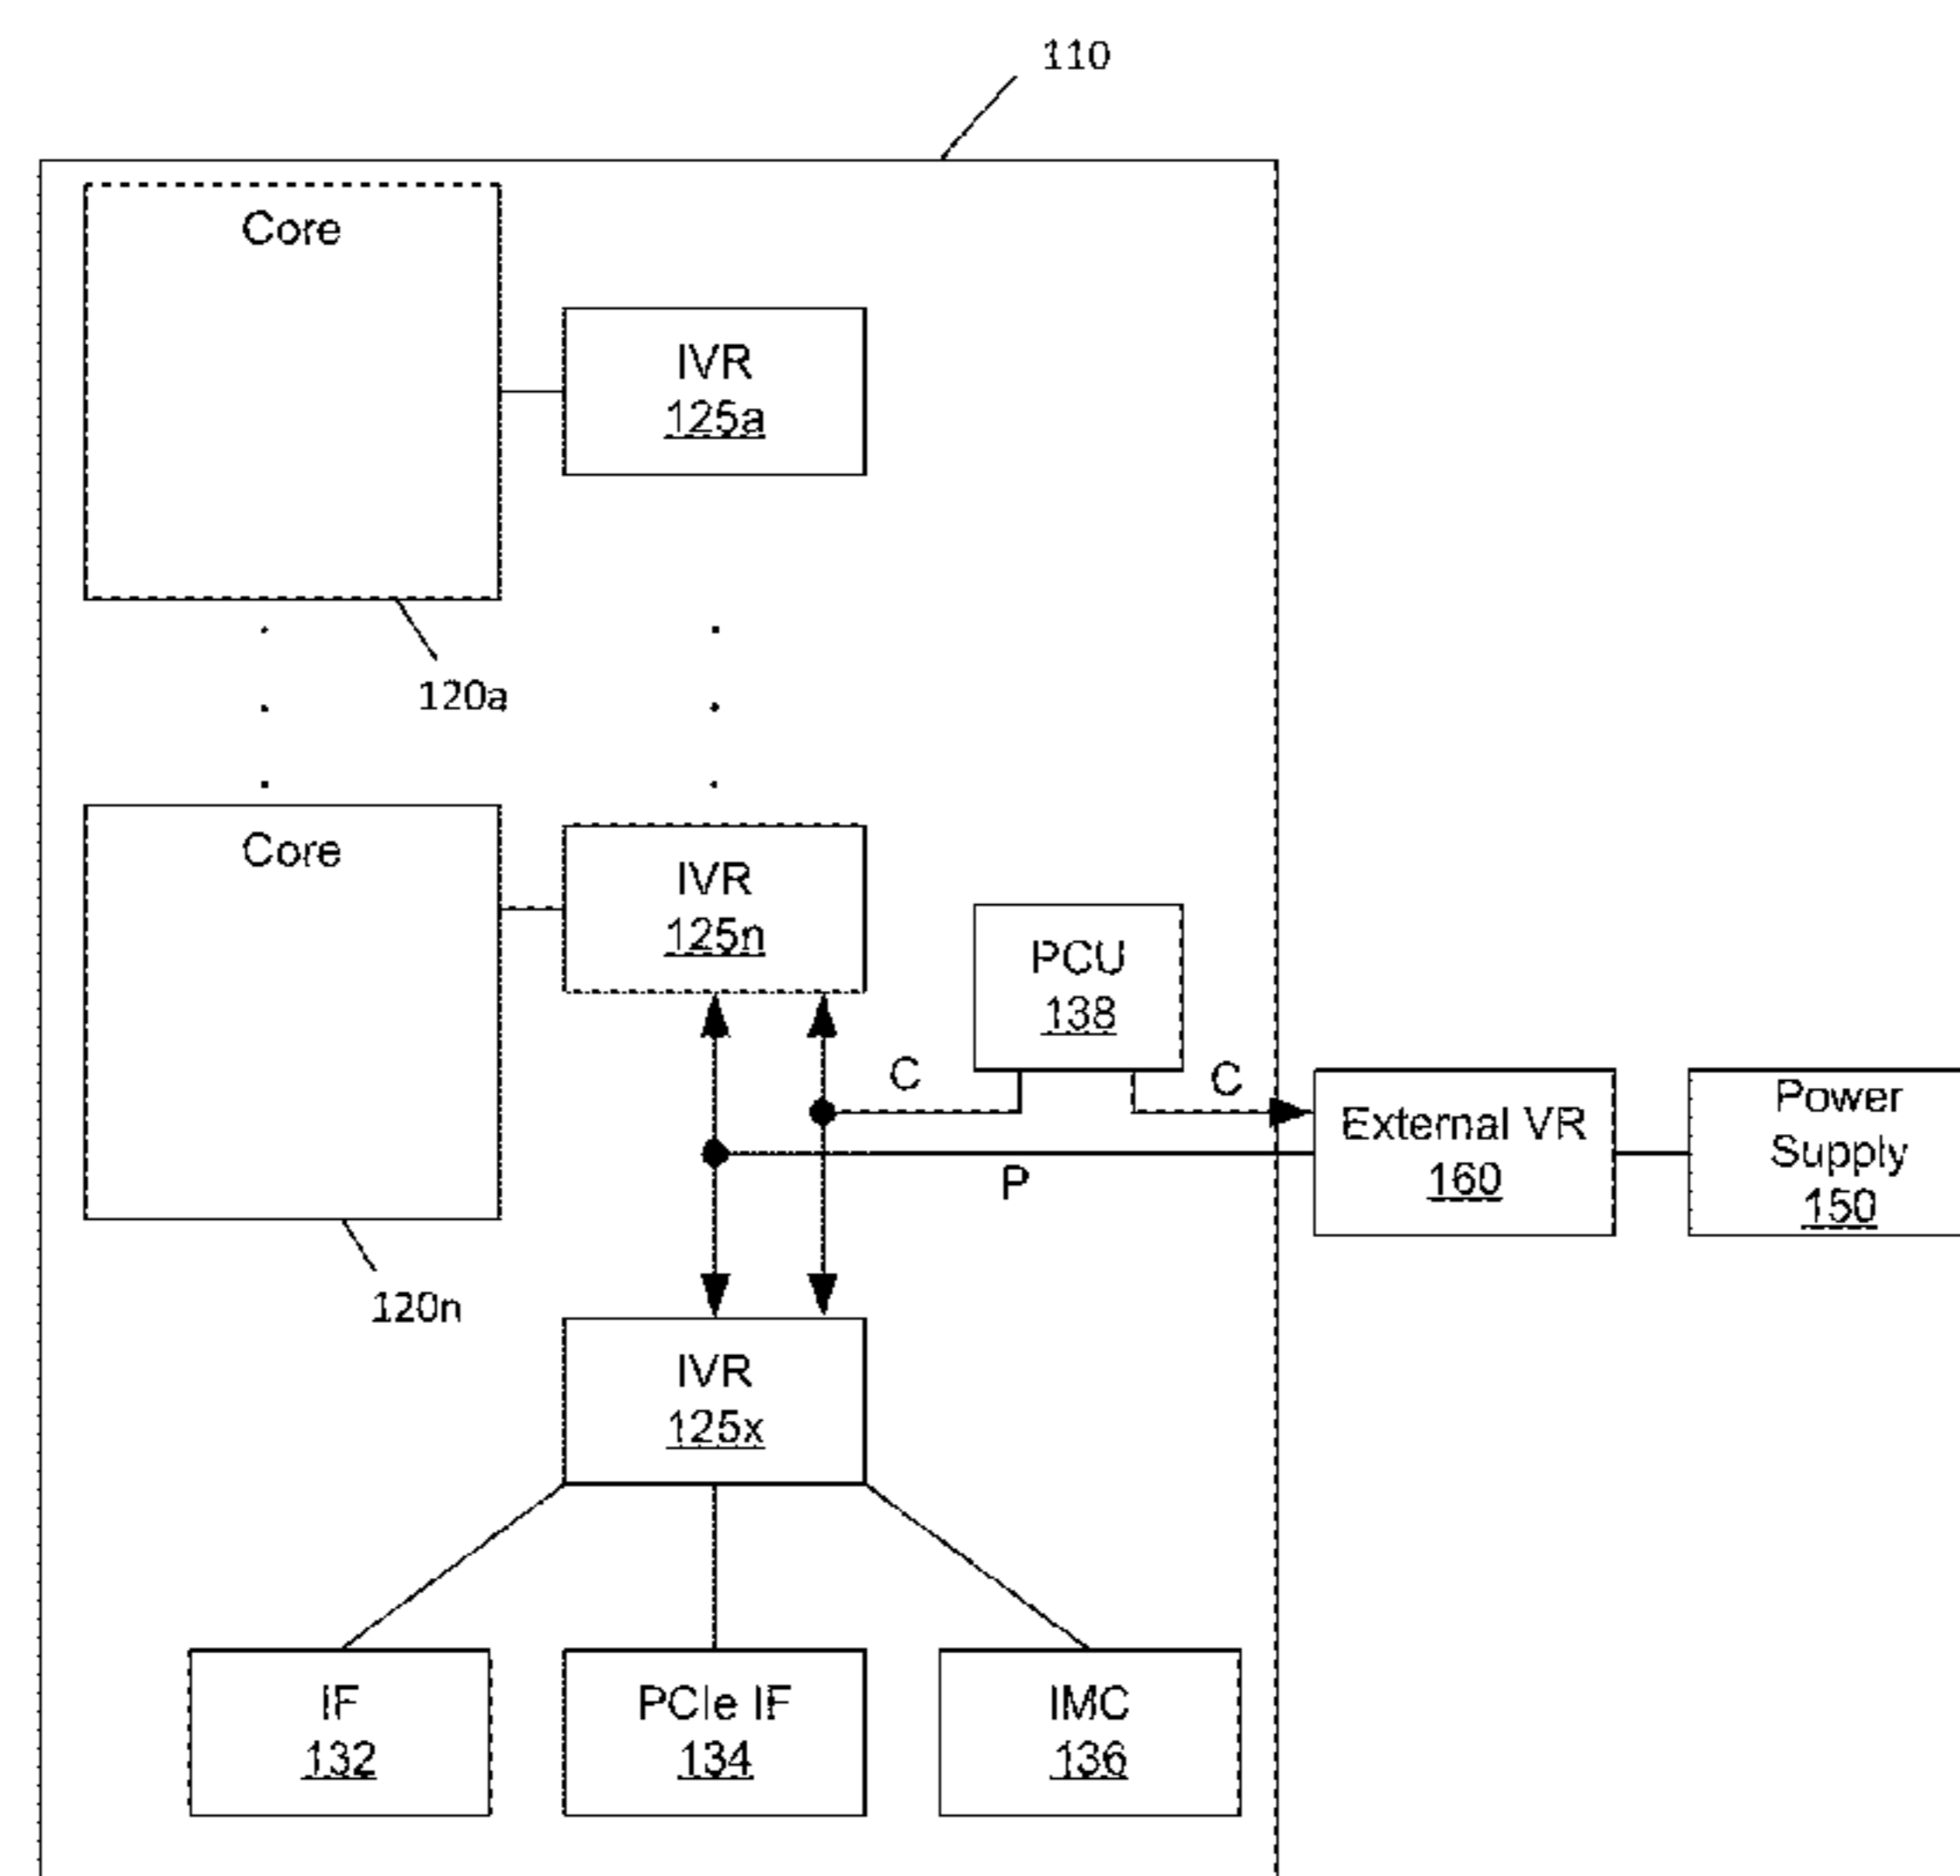 110
Core
IVR
125a
120a
Core
IVR
125n
PCU
138
C
C
External VR
160
Power
Supply
150
P
120n
IVR
125x
IF
132
PCIe IF
134
IMC
136